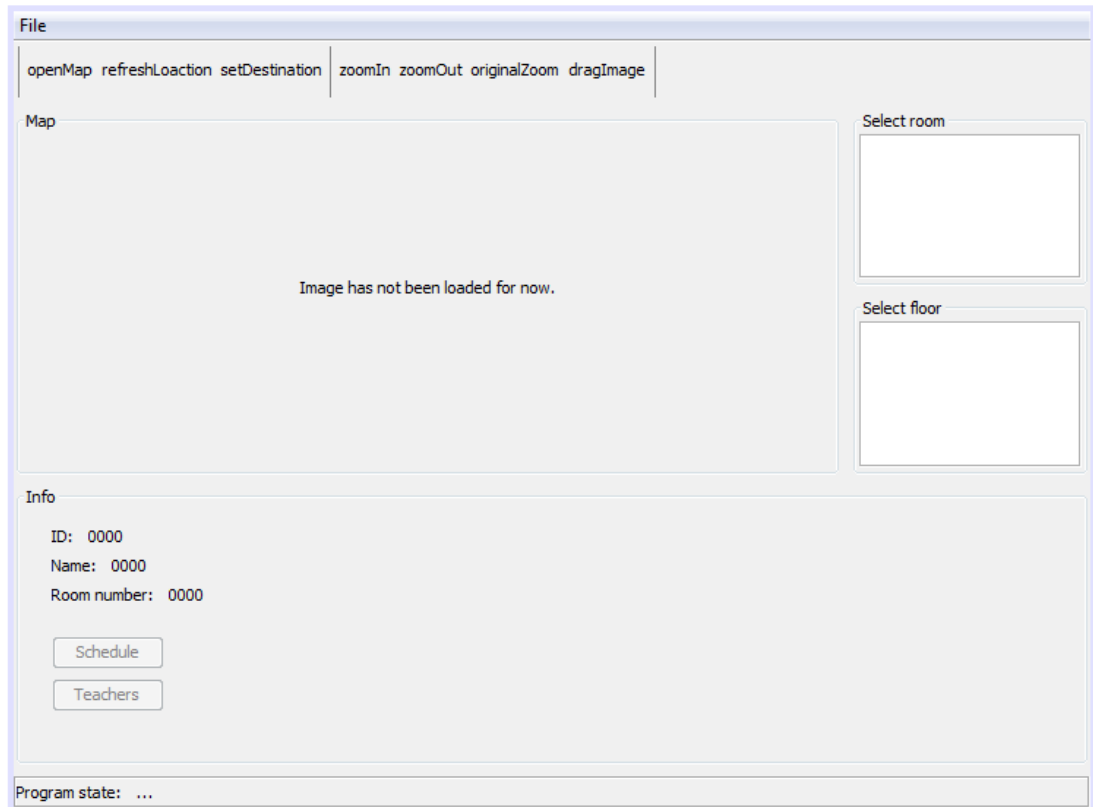 File
openMap refreshLoaction setDestination zoomIn zoomOut originalZoom dragImage
Map
Select room
Image has not been loaded for now.
Select floor
Info
ID: 0000
Name: 0000
Room number: 0000
Schedule
Teachers
Program state: ...